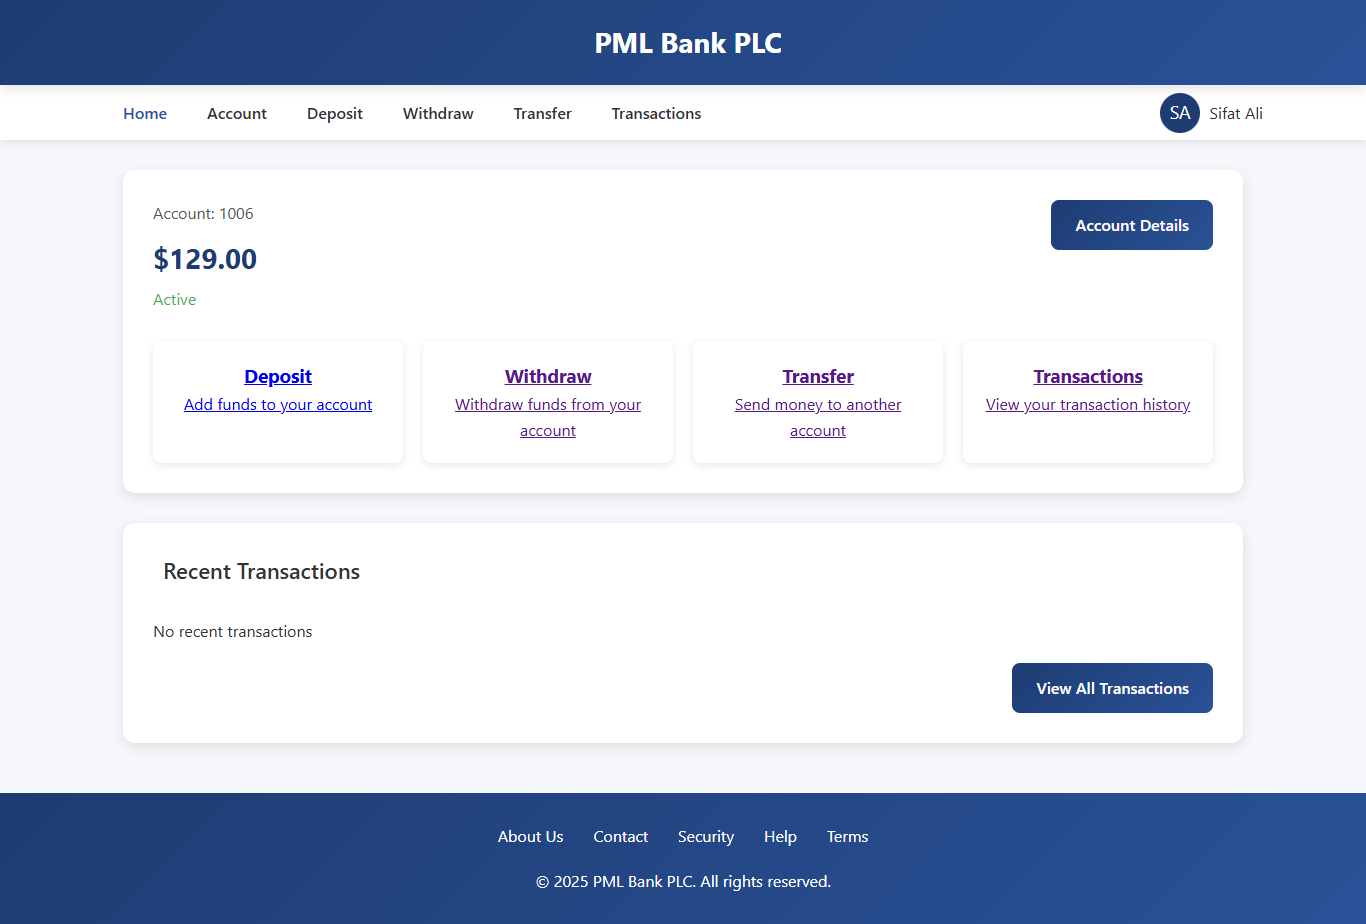 PML Bank PLC
Home Account Deposit Withdraw Transfer Transactions SA Sifat Ali
Account: 1006
Account Details
$129.00
Active
Deposit
Add funds to your account
Withdraw
Withdraw funds from your
account
Transfer
Send money to another
account
Transactions
View your transaction history
Recent Transactions
No recent transactions
View All Transactions
About Us Contact Security Help Terms
© 2025 PML Bank PLC. All rights reserved.